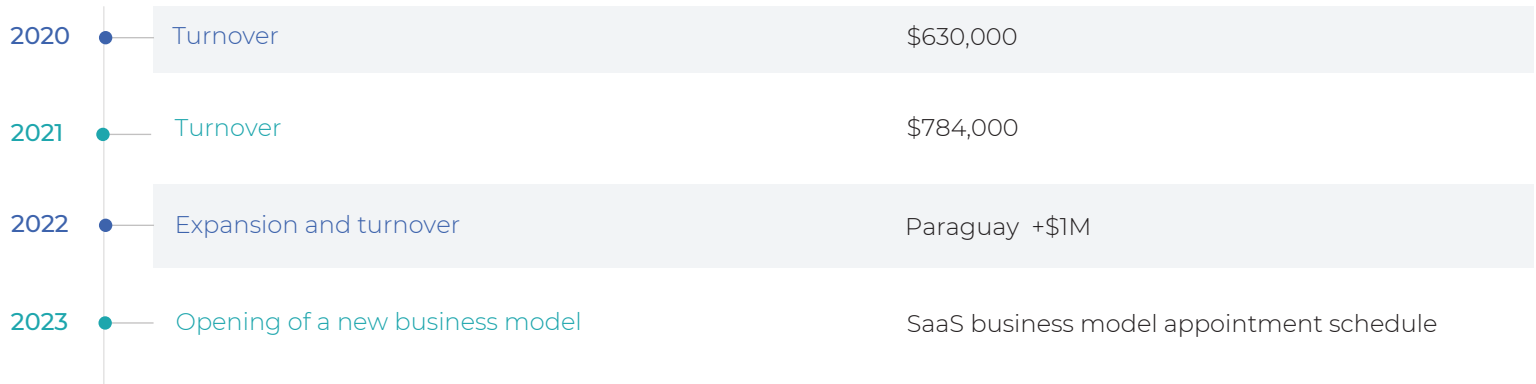 2020 Turnover $630,000
2021 Turnover $784,000
2022 Expansion and turnover Paraguay +$1M
2023 Opening of a new business model SaaS business model appointment schedule